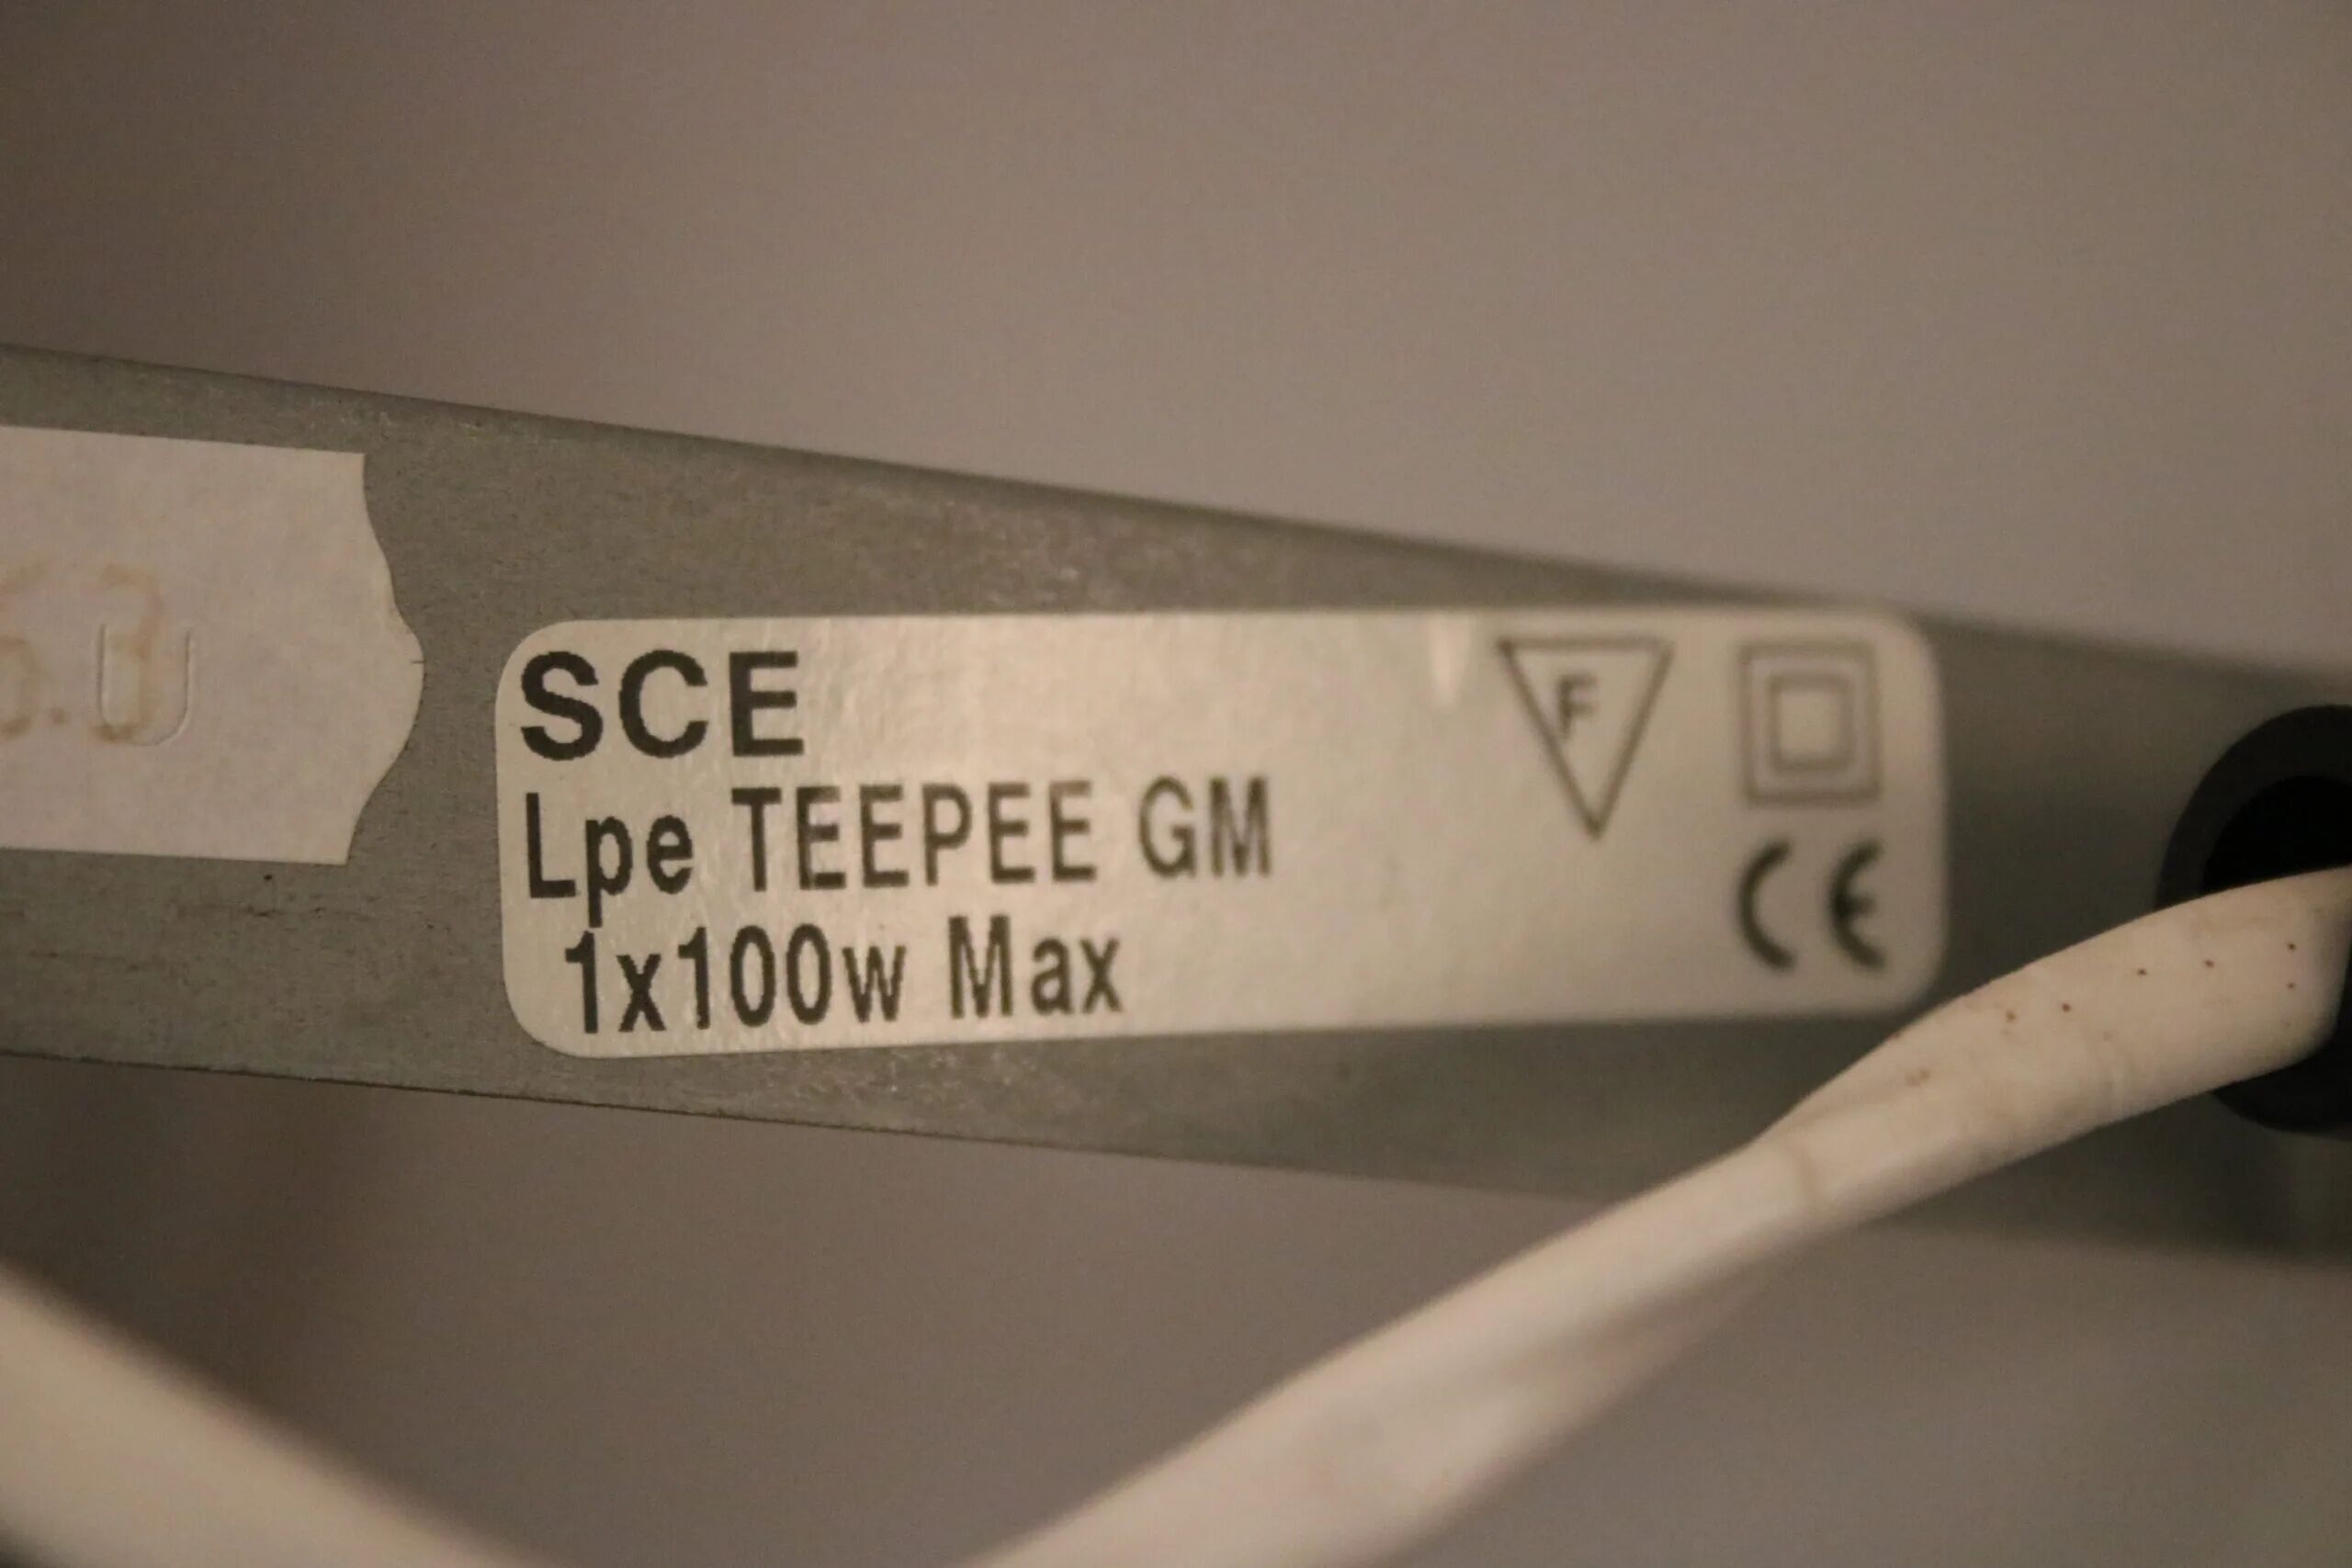 SCE
Lpe TEEPEE GM
1x100w Max
F
CE